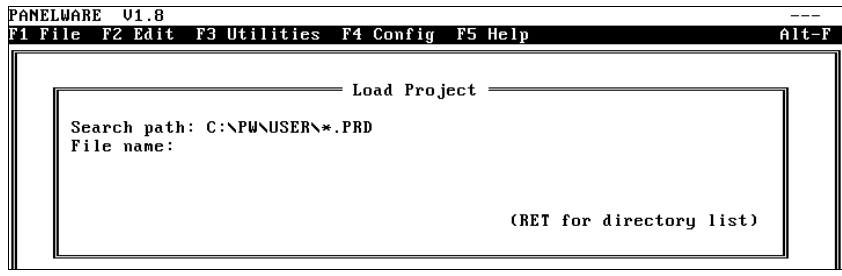 PANELWARE V1.8 ---
F1 File F2 Edit F3 Utilities F4 Config F5 Help Alt-F
Load Project
Search path: C:\PW\USER\*.PRD
File name:
(RET for directory list)